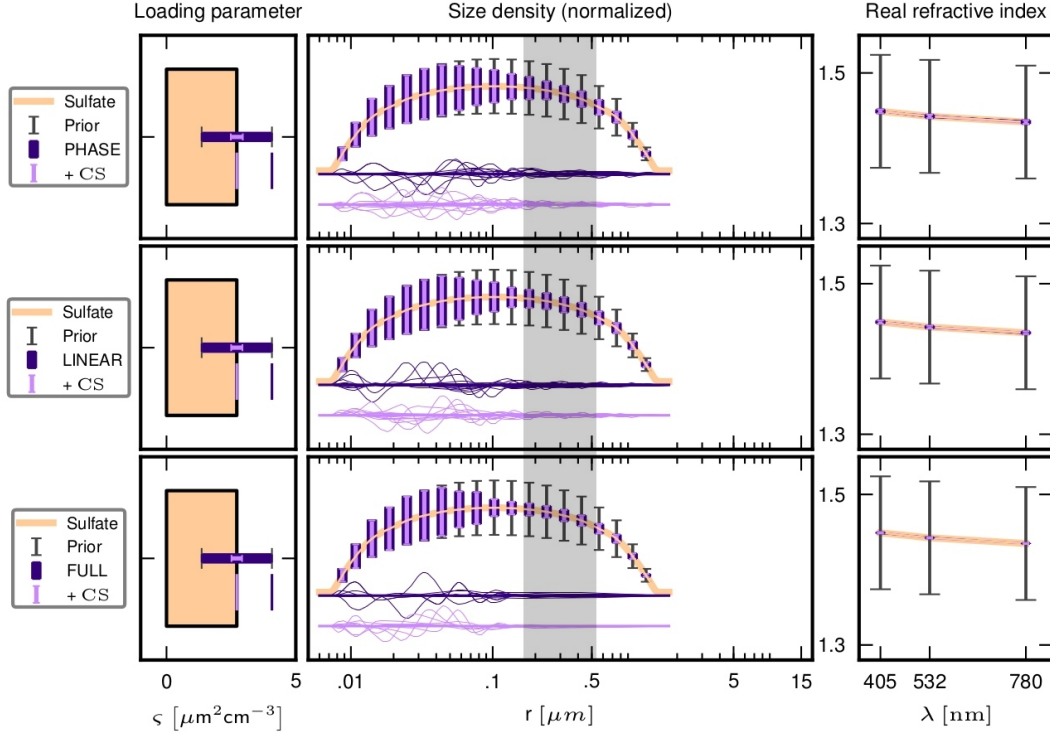 Loading parameter
Size density (normalized)
Real refractive index
Sulfate
Prior
PHASE
+ CS
1.5
1.3
Sulfate
Prior
LINEAR
+ CS
1.5
1.3
Sulfate
Prior
FULL
+ CS
1.5
1.3
0 5
.01 .1 .5 5 15
405 532 780
ς [μm²cm⁻³]
r [μm]
λ [nm]